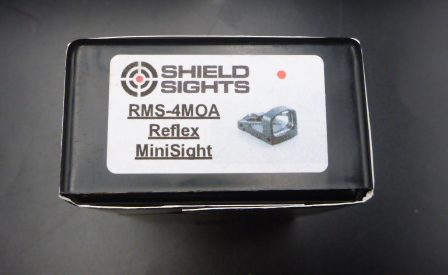 SHIELD
SIGHTS
RMS-4MOA
Reflex
MiniSight